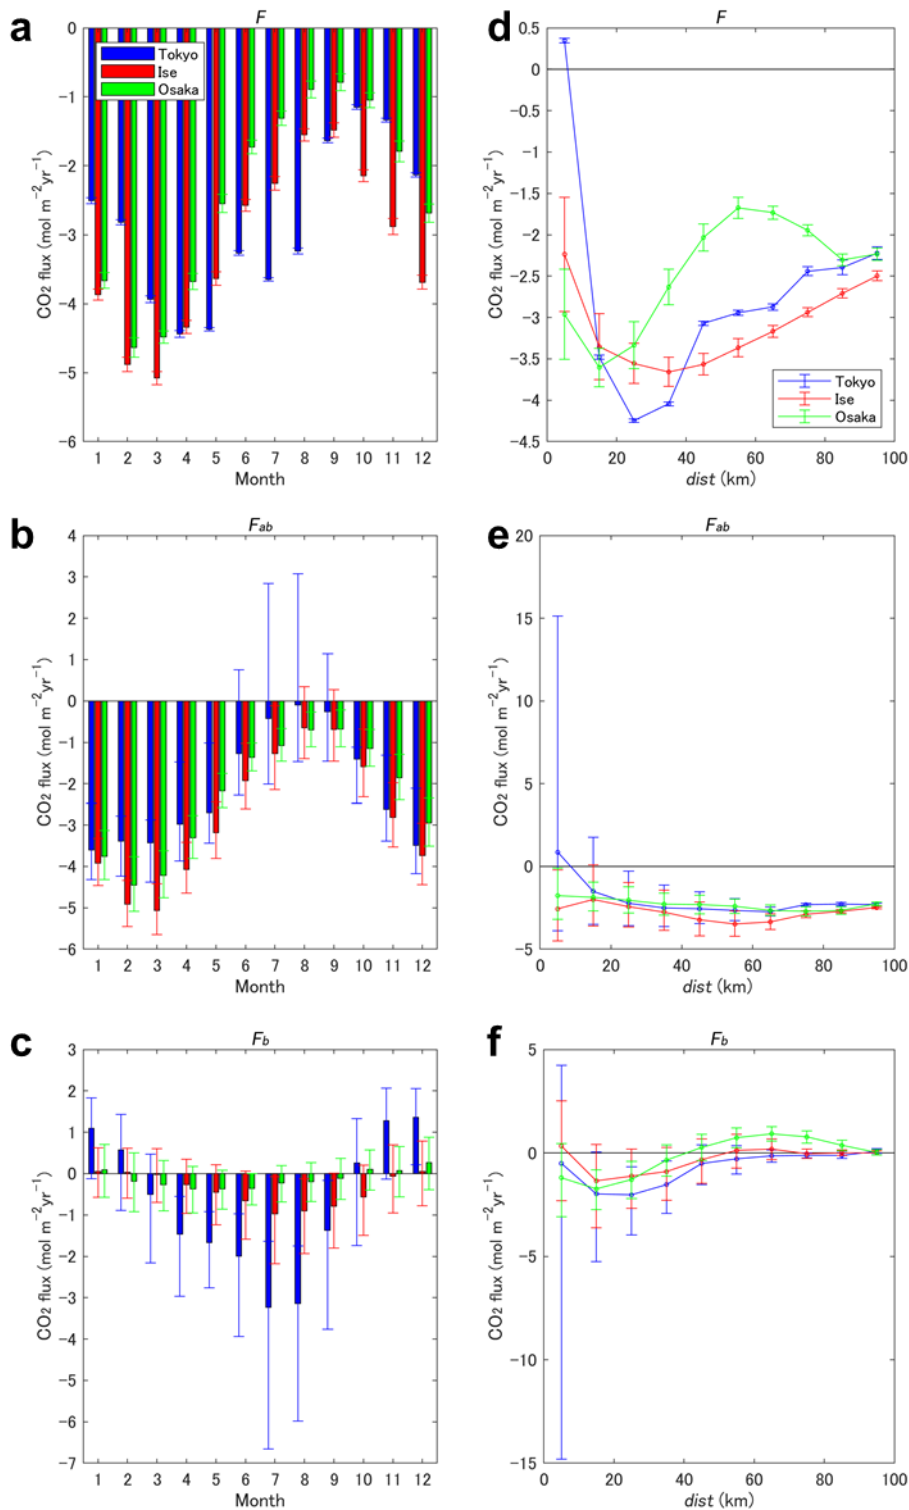 a
F
0
−1
−2
−3
−4
−5
−6
CO2 flux (mol m−2yr−1)
Tokyo
Ise
Osaka
1 2 3 4 5 6 7 8 9 10 11 12
Month
d
F
0.5
0
−0.5
−1
−1.5
−2
−2.5
−3
−3.5
−4
−4.5
CO2 flux (mol m−2yr−1)
Tokyo
Ise
Osaka
0 20 40 60 80 100
dist (km)
b
Fab
4
3
2
1
0
−1
−2
−3
−4
−5
−6
CO2 flux (mol m−2yr−1)
1 2 3 4 5 6 7 8 9 10 11 12
Month
e
Fab
20
15
10
5
0
−5
CO2 flux (mol m−2yr−1)
0 20 40 60 80 100
dist (km)
c
Fb
3
2
1
0
−1
−2
−3
−4
−5
−6
−7
CO2 flux (mol m−2yr−1)
1 2 3 4 5 6 7 8 9 10 11 12
Month
f
Fb
5
0
−5
−10
−15
CO2 flux (mol m−2yr−1)
0 20 40 60 80 100
dist (km)